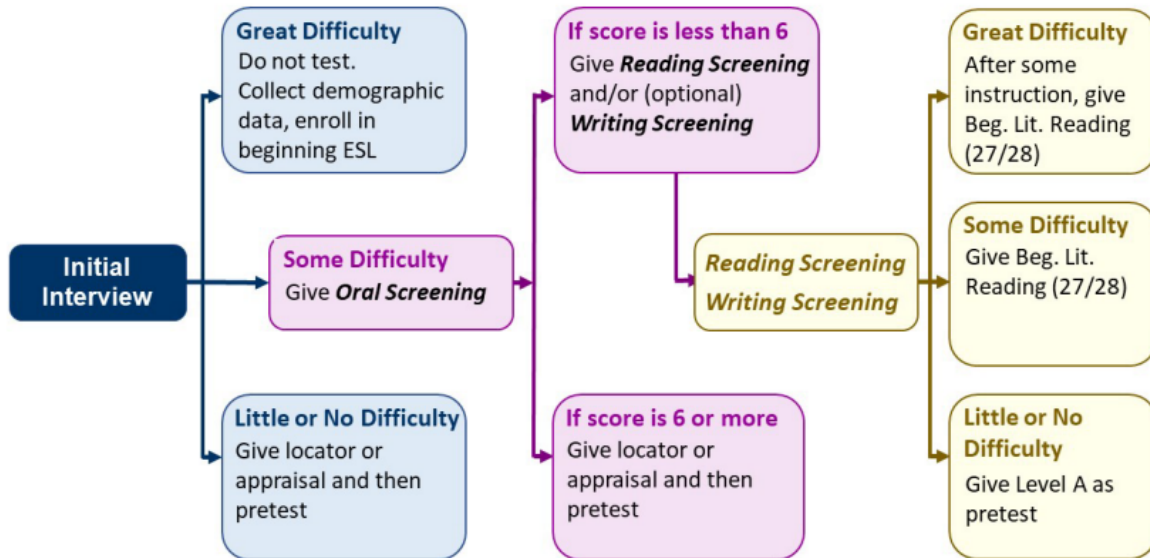 Initial
Interview
Great Difficulty
Do not test.
Collect demographic
data, enroll in
beginning ESL
Some Difficulty
Give Oral Screening
Little or No Difficulty
Give locator or
appraisal and then
pretest
If score is less than 6
Give Reading Screening
and/or (optional)
Writing Screening
If score is 6 or more
Give locator or
appraisal and then
pretest
Reading Screening
Writing Screening
Great Difficulty
After some
instruction, give
Beg. Lit. Reading
(27/28)
Some Difficulty
Give Beg. Lit.
Reading (27/28)
Little or No
Difficulty
Give Level A as
pretest